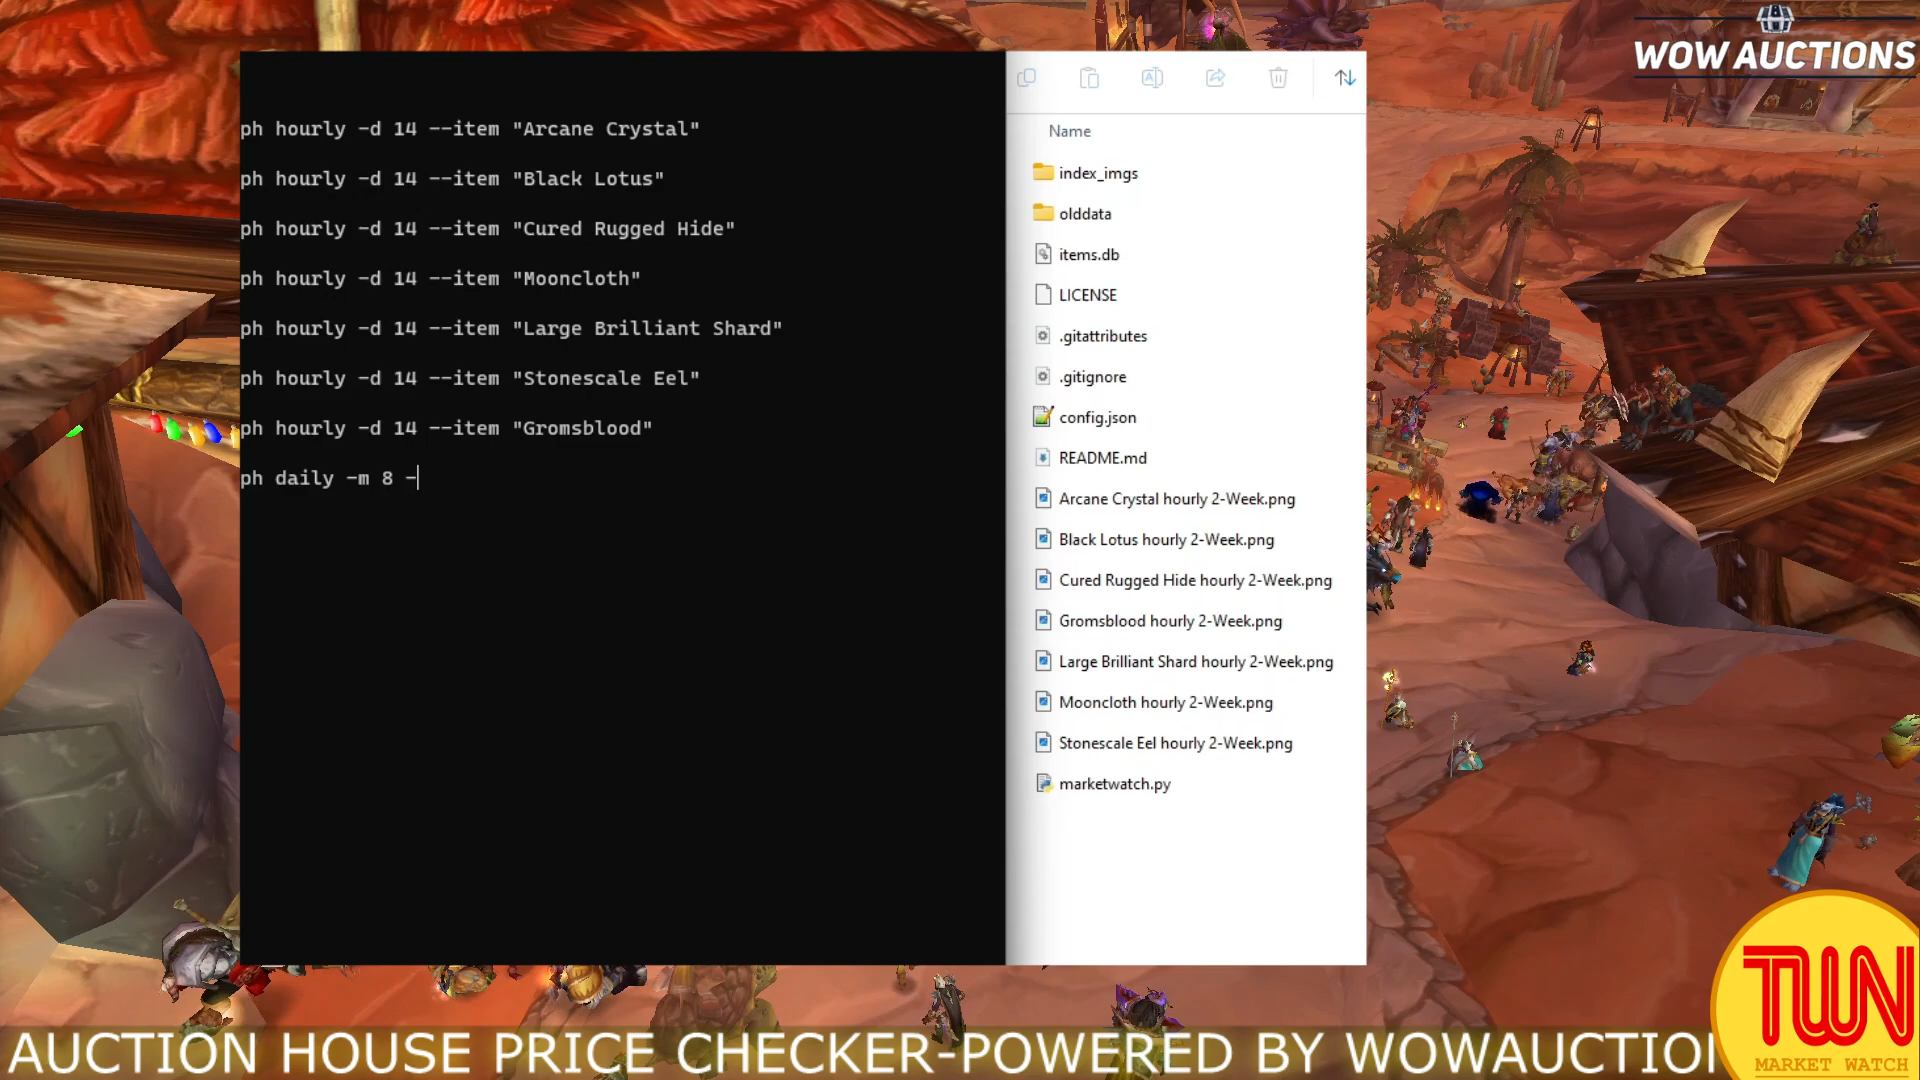 WOW AUCTIONS
ph hourly -d 14 --item "Arcane Crystal"
ph hourly -d 14 --item "Black Lotus"
ph hourly -d 14 --item "Cured Rugged Hide"
ph hourly -d 14 --item "Mooncloth"
ph hourly -d 14 --item "Large Brilliant Shard"
ph hourly -d 14 --item "Stonescale Eel"
ph hourly -d 14 --item "Gromsblood"
ph daily -m 8 -
Name
index_imgs
olddata
items.db
LICENSE
.gitattributes
.gitignore
config.json
README.md
Arcane Crystal hourly 2-Week.png
Black Lotus hourly 2-Week.png
Cured Rugged Hide hourly 2-Week.png
Gromsblood hourly 2-Week.png
Large Brilliant Shard hourly 2-Week.png
Mooncloth hourly 2-Week.png
Stonescale Eel hourly 2-Week.png
marketwatch.py
AUCTION HOUSE PRICE CHECKER-POWERED BY WOWAUCTIO
TWN
MARKET WATCH